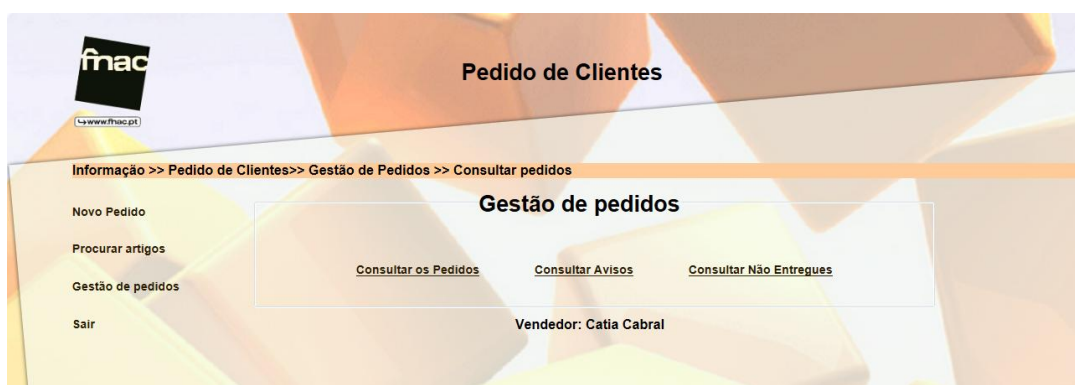 fnac
www.fnac.pt
Pedido de Clientes
Informação >> Pedido de Clientes>> Gestão de Pedidos >> Consultar pedidos
Gestão de pedidos
Novo Pedido
Procurar artigos
Gestão de pedidos
Sair
Consultar os Pedidos Consultar Avisos Consultar Não Entregues
Vendedor: Catia Cabral